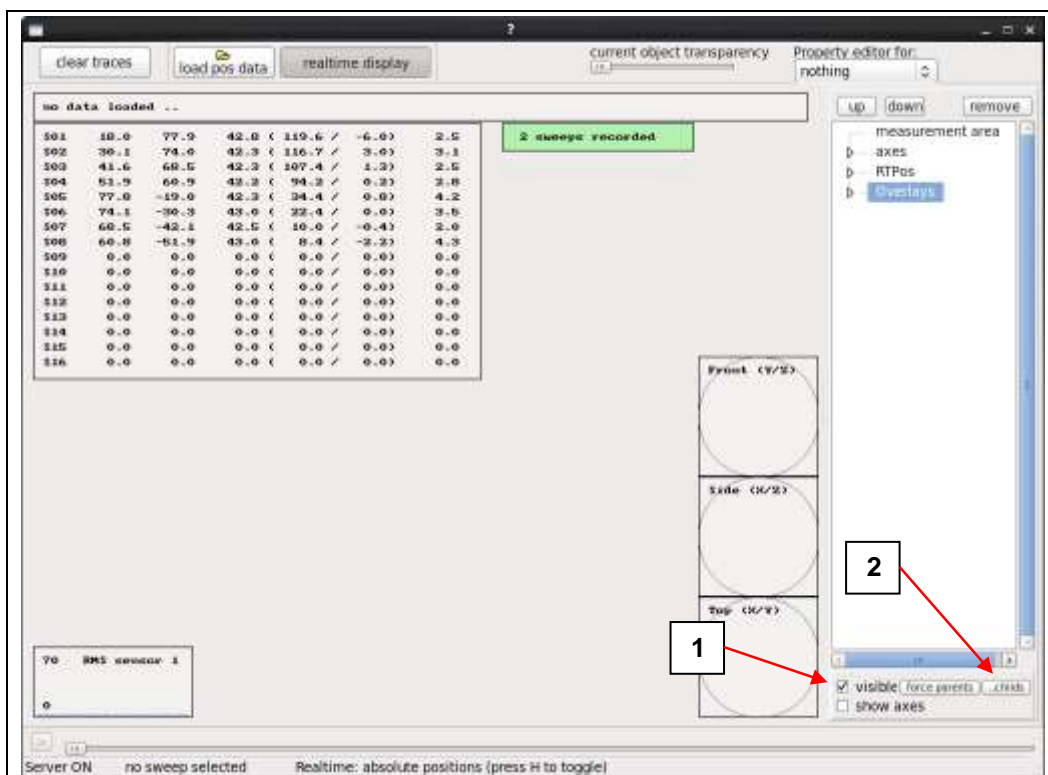 ?
clear traces load pos data realtime display current object transparency Property editor for:
nothing
no data loaded ..
up down remove
S01 18.0 77.9 42.8 ( 119.6 / -6.0) 2.5
S02 30.1 74.0 42.3 ( 116.7 / 3.0) 3.1
S03 41.6 68.5 42.3 ( 107.4 / 1.3) 2.5
S04 51.9 60.9 42.2 ( 94.2 / 0.2) 2.8
S05 77.0 -19.0 42.3 ( 34.4 / 0.0) 4.2
S06 74.1 -30.3 43.0 ( 22.4 / 0.0) 3.5
S07 68.5 -42.1 42.5 ( 10.0 / -0.4) 2.0
S08 60.8 -51.9 43.0 ( 8.4 / -2.2) 4.3
S09 0.0 0.0 0.0 ( 0.0 / 0.0) 0.0
S10 0.0 0.0 0.0 ( 0.0 / 0.0) 0.0
S11 0.0 0.0 0.0 ( 0.0 / 0.0) 0.0
S12 0.0 0.0 0.0 ( 0.0 / 0.0) 0.0
S13 0.0 0.0 0.0 ( 0.0 / 0.0) 0.0
S14 0.0 0.0 0.0 ( 0.0 / 0.0) 0.0
S15 0.0 0.0 0.0 ( 0.0 / 0.0) 0.0
S16 0.0 0.0 0.0 ( 0.0 / 0.0) 0.0
2 sweeps recorded
measurement area
axes
RTPos
Overlays
Front (Y/Z)
Side (X/Z)
Top (X/Y)
2
1
70 RMS sensor 1
0
visible force parents ..childs
show axes
Server ON no sweep selected Realtime: absolute positions (press H to toggle)